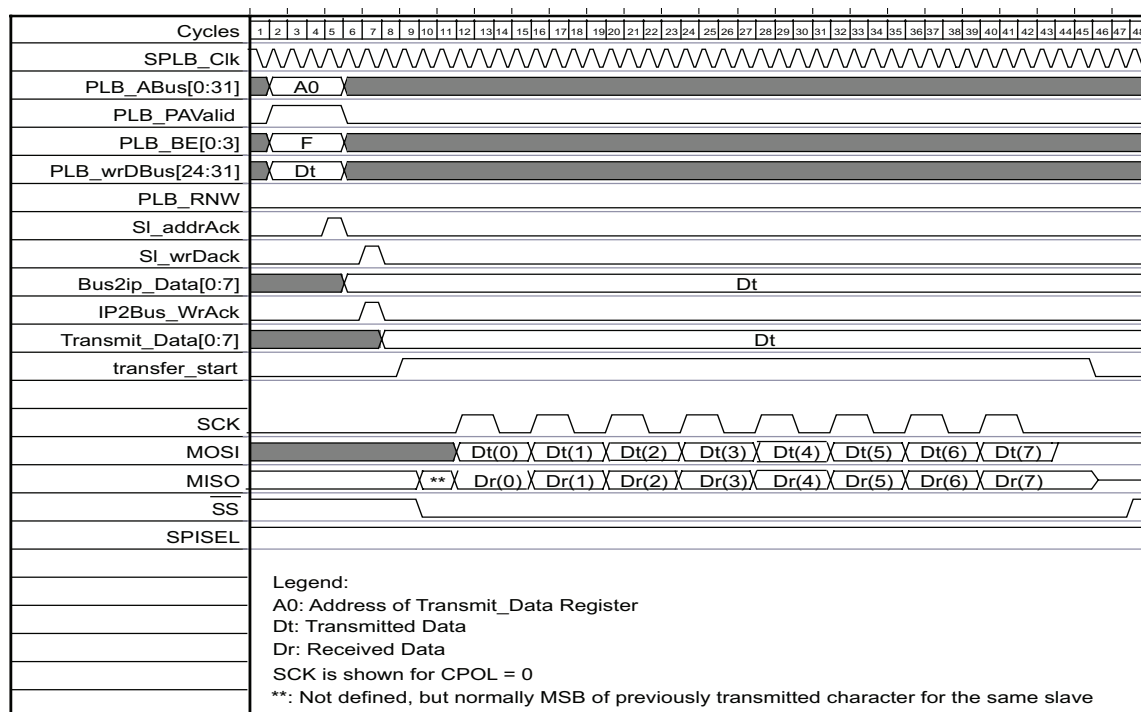 Cycles 1 2 3 4 5 6 7 8 9 10 11 12 13 14 15 16 17 18 19 20 21 22 23 24 25 26 27 28 29 30 31 32 33 34 35 36 37 38 39 40 41 42 43 44 45 46 47 48
SPLB_Clk
PLB_ABus[0:31] A0
PLB_PAValid
PLB_BE[0:3] F
PLB_wrDBus[24:31] Dt
PLB_RNW
SI_addrAck
SI_wrDack
Bus2ip_Data[0:7] Dt
IP2Bus_WrAck
Transmit_Data[0:7] Dt
transfer_start
SCK
MOSI Dt(0) Dt(1) Dt(2) Dt(3) Dt(4) Dt(5) Dt(6) Dt(7)
MISO ** Dr(0) Dr(1) Dr(2) Dr(3) Dr(4) Dr(5) Dr(6) Dr(7)
SS
SPISEL
Legend:
A0: Address of Transmit_Data Register
Dt: Transmitted Data
Dr: Received Data
SCK is shown for CPOL = 0
**: Not defined, but normally MSB of previously transmitted character for the same slave